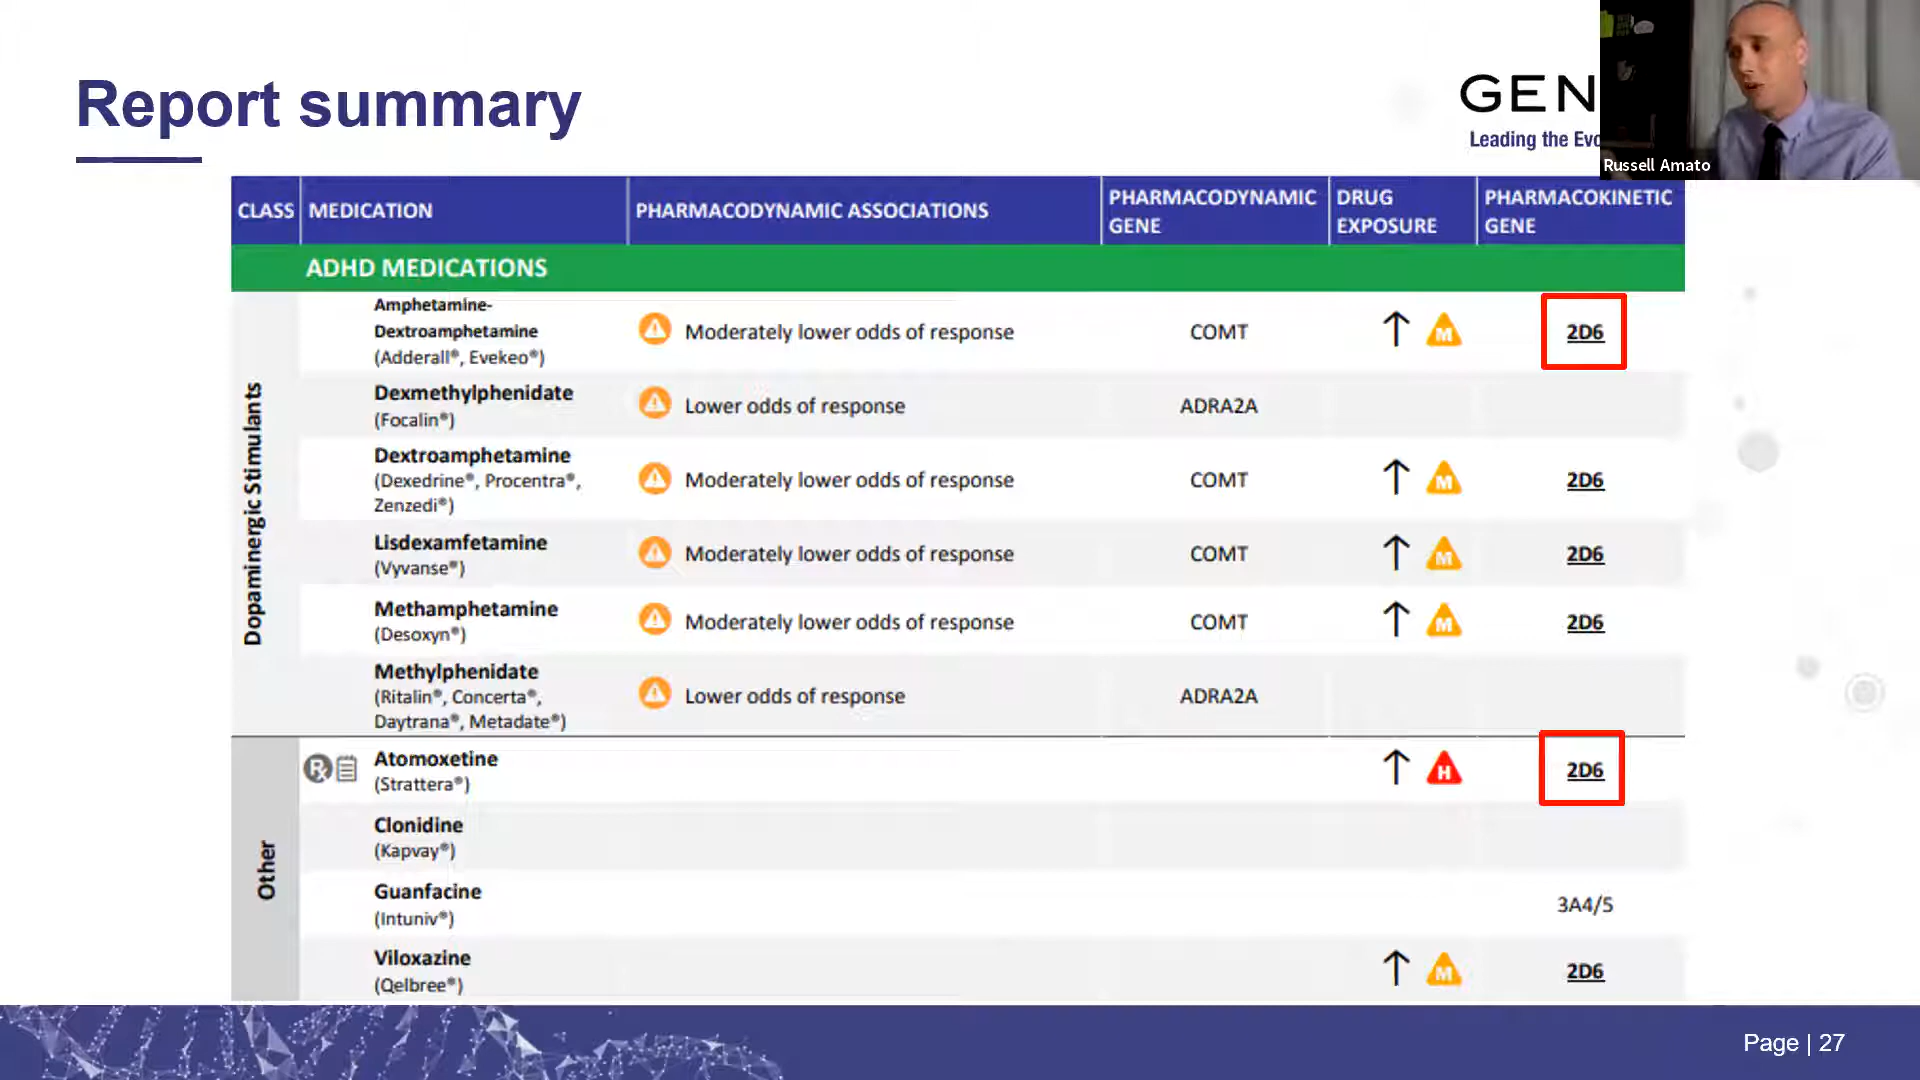 Report summary
GEN
Leading the Evo
Russell Amato
CLASS MEDICATION PHARMACODYNAMIC ASSOCIATIONS PHARMACODYNAMIC GENE DRUG EXPOSURE PHARMACOKINETIC GENE
ADHD MEDICATIONS
Dopaminergic Stimulants
Amphetamine-
Dextroamphetamine
(Adderall®, Evekeo®)
Moderately lower odds of response COMT M 2D6
Dexmethylphenidate
(Focalin®)
Lower odds of response ADRA2A
Dextroamphetamine
(Dexedrine®, Procentra®,
Zenzedi®)
Moderately lower odds of response COMT M 2D6
Lisdexamfetamine
(Vyvanse®)
Moderately lower odds of response COMT M 2D6
Methamphetamine
(Desoxyn®)
Moderately lower odds of response COMT M 2D6
Methylphenidate
(Ritalin®, Concerta®,
Daytrana®, Metadate®)
Lower odds of response ADRA2A
Other
Rx
Atomoxetine
(Strattera®)
H 2D6
Clonidine
(Kapvay®)
Guanfacine
(Intuniv®)
3A4/5
Viloxazine
(Qelbree®)
M 2D6
Page | 27